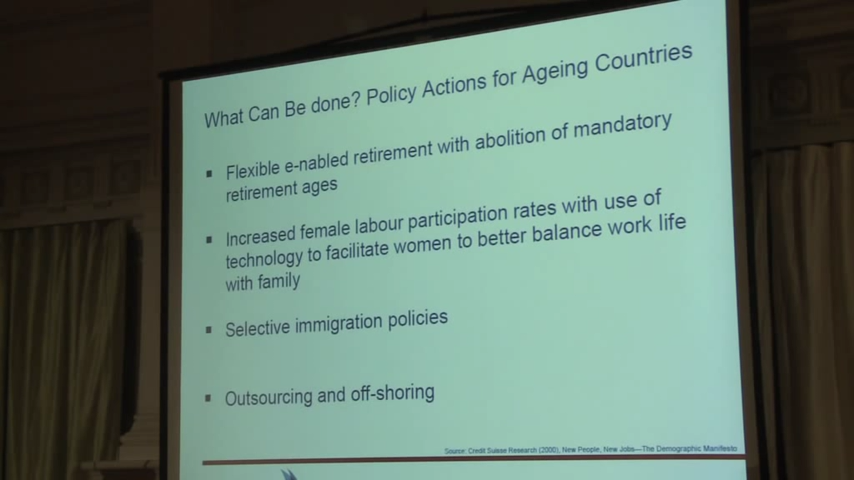 What Can Be done? Policy Actions for Ageing Countries
▪ Flexible e-nabled retirement with abolition of mandatory
retirement ages
▪ Increased female labour participation rates with use of
technology to facilitate women to better balance work life
with family
▪ Selective immigration policies
▪ Outsourcing and off-shoring
Source: Credit Suisse Research (2000), New People, New Jobs—The Demographic Manifesto